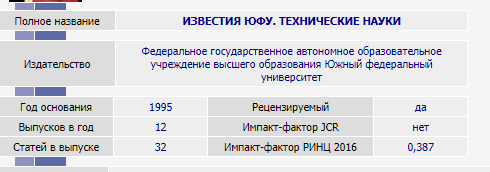 Полное название ИЗВЕСТИЯ ЮФУ. ТЕХНИЧЕСКИЕ НАУКИ
Федеральное государственное автономное образовательное
Издательство учреждение высшего образования Южный федеральный
университет
Год основания 1995 Рецензируемый да
Выпусков в год 12 Импакт-фактор JCR нет
Статей в выпуске 32 Импакт-фактор РИНЦ 2016 0,387